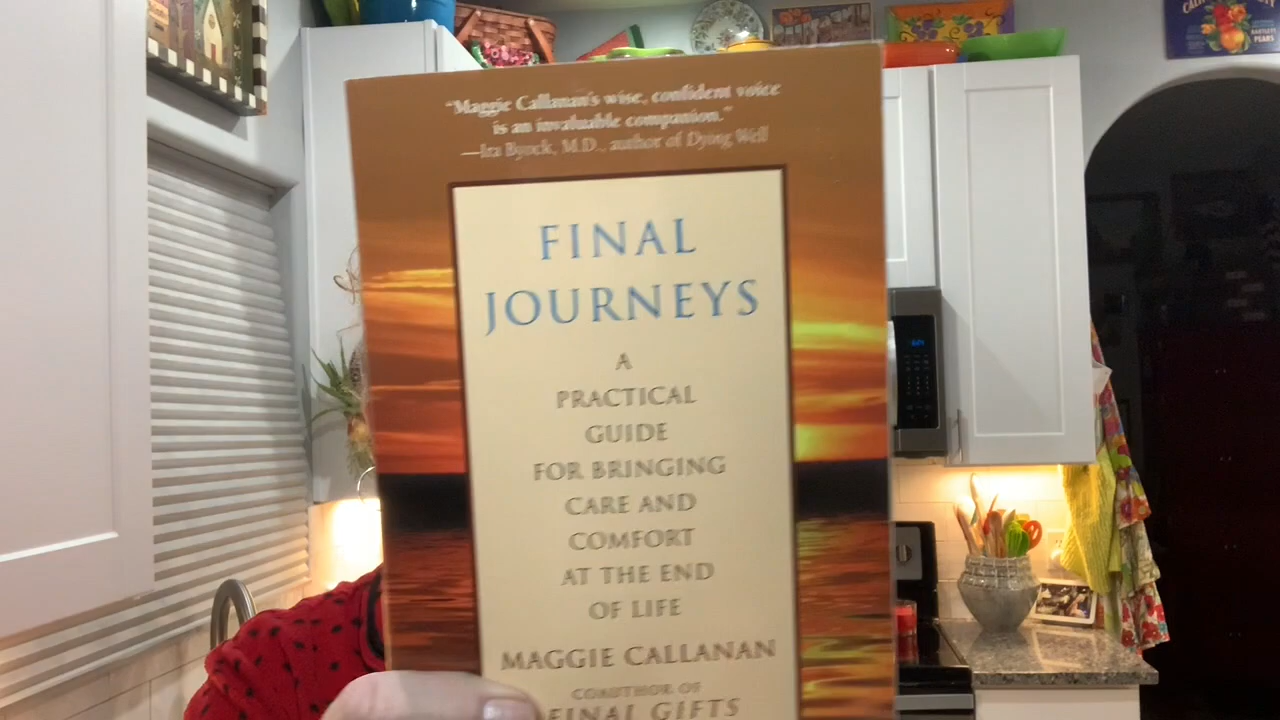 "Maggie Callanan's wise, confident voice
is an invaluable companion."
—Ira Byock, M.D., author of Dying Well
FINAL
JOURNEYS
A
PRACTICAL
GUIDE
FOR BRINGING
CARE AND
COMFORT
AT THE END
OF LIFE
MAGGIE CALLANAN
COAUTHOR OF
FINAL GIFTS
PEARS